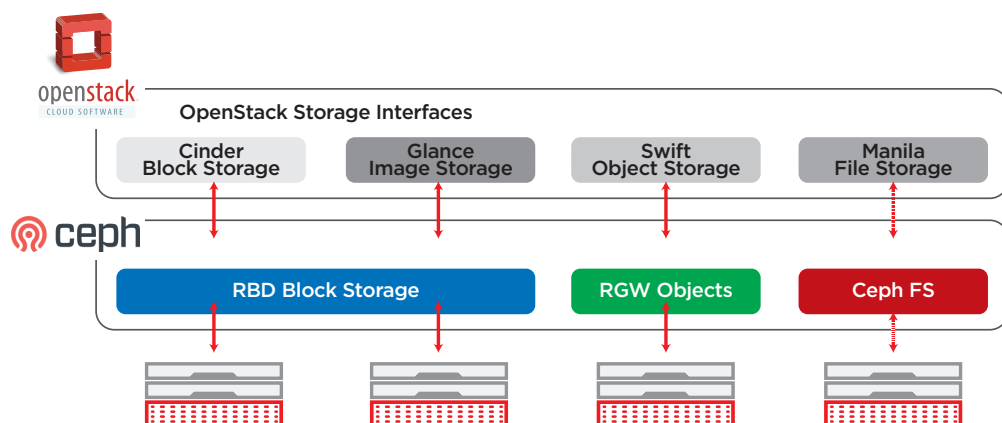 openstack
CLOUD SOFTWARE
OpenStack Storage Interfaces
Cinder
Block Storage
Glance
Image Storage
Swift
Object Storage
Manila
File Storage
ceph
RBD Block Storage
RGW Objects
Ceph FS